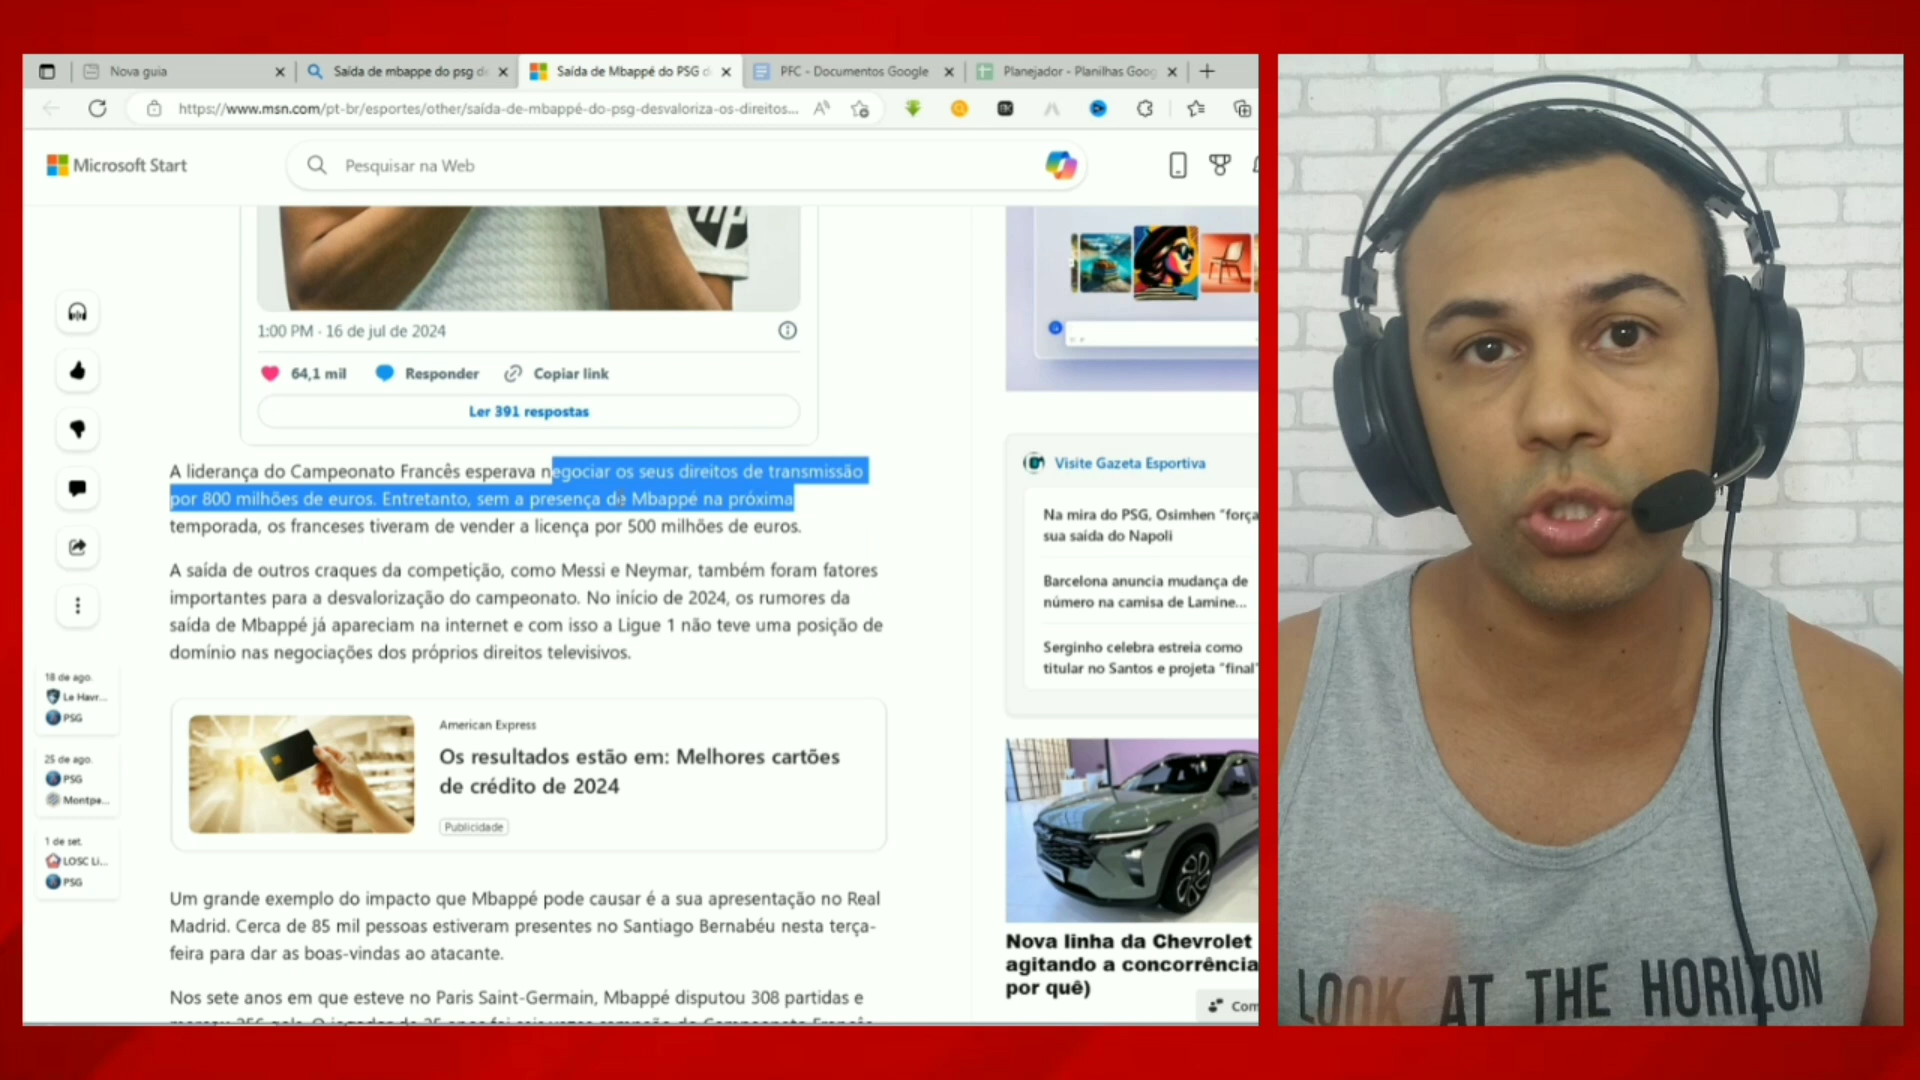 Nova guia
Saída de mbappe do psg d
Saída de Mbappé do PSG d
PFC - Documentos Google
Planejador - Planilhas Goog
https://www.msn.com/pt-br/esportes/other/saída-de-mbappé-do-psg-desvaloriza-os-direitos...
Microsoft Start
Pesquisar na Web
hp
1:00 PM · 16 de jul de 2024
64,1 mil
Responder
Copiar link
Ler 391 respostas
A liderança do Campeonato Francês esperava negociar os seus direitos de transmissão
por 800 milhões de euros. Entretanto, sem a presença de Mbappé na próxima
temporada, os franceses tiveram de vender a licença por 500 milhões de euros.
A saída de outros craques da competição, como Messi e Neymar, também foram fatores
importantes para a desvalorização do campeonato. No início de 2024, os rumores da
saída de Mbappé já apareciam na internet e com isso a Ligue 1 não teve uma posição de
domínio nas negociações dos próprios direitos televisivos.
18 de ago.
Le Havr...
PSG
25 de ago.
PSG
Montpe...
1 de set.
LOSC Li...
PSG
American Express
Os resultados estão em: Melhores cartões
de crédito de 2024
Publicidade
Um grande exemplo do impacto que Mbappé pode causar é a sua apresentação no Real
Madrid. Cerca de 85 mil pessoas estiveram presentes no Santiago Bernabéu nesta terça-
feira para dar as boas-vindas ao atacante.
Nos sete anos em que esteve no Paris Saint-Germain, Mbappé disputou 308 partidas e
Visite Gazeta Esportiva
Na mira do PSG, Osimhen "força
sua saída do Napoli
Barcelona anuncia mudança de
número na camisa de Lamine...
Serginho celebra estreia como
titular no Santos e projeta "final"
Nova linha da Chevrolet
agitando a concorrência
por quê)
Com
LOOK AT THE HORIZON